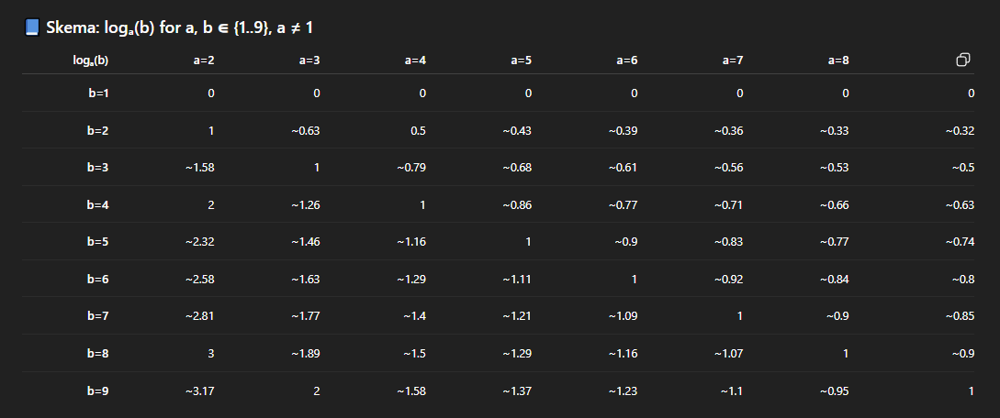 📘 Skema: logₐ(b) for a, b ∈ {1..9}, a ≠ 1
logₐ(b) a=2 a=3 a=4 a=5 a=6 a=7 a=8
b=1 0 0 0 0 0 0 0 0
b=2 1 ~0.63 0.5 ~0.43 ~0.39 ~0.36 ~0.33 ~0.32
b=3 ~1.58 1 ~0.79 ~0.68 ~0.61 ~0.56 ~0.53 ~0.5
b=4 2 ~1.26 1 ~0.86 ~0.77 ~0.71 ~0.66 ~0.63
b=5 ~2.32 ~1.46 ~1.16 1 ~0.9 ~0.83 ~0.77 ~0.74
b=6 ~2.58 ~1.63 ~1.29 ~1.11 1 ~0.92 ~0.84 ~0.8
b=7 ~2.81 ~1.77 ~1.4 ~1.21 ~1.09 1 ~0.9 ~0.85
b=8 3 ~1.89 ~1.5 ~1.29 ~1.16 ~1.07 1 ~0.9
b=9 ~3.17 2 ~1.58 ~1.37 ~1.23 ~1.1 ~0.95 1